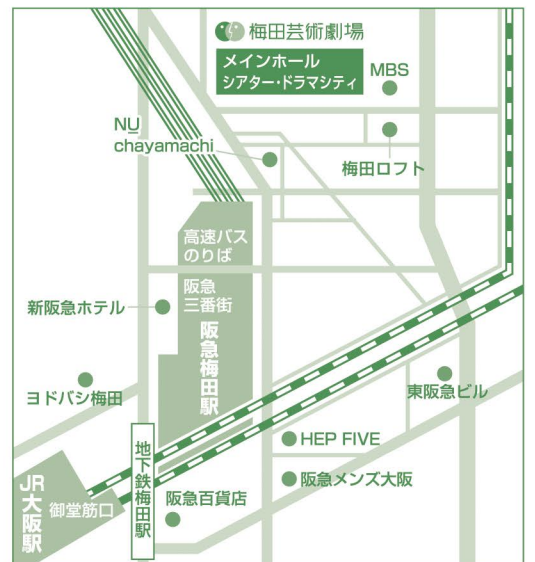 梅田芸術劇場
メインホール
シアター・ドラマシティ
MBS
NU
chayamachi
梅田ロフト
高速バス
のりば
阪急
三番街
新阪急ホテル
阪急梅田駅
ヨドバシ梅田
東阪急ビル
地下鉄梅田駅
HEP FIVE
JR
大阪駅
御堂筋口
阪急メンズ大阪
阪急百貨店